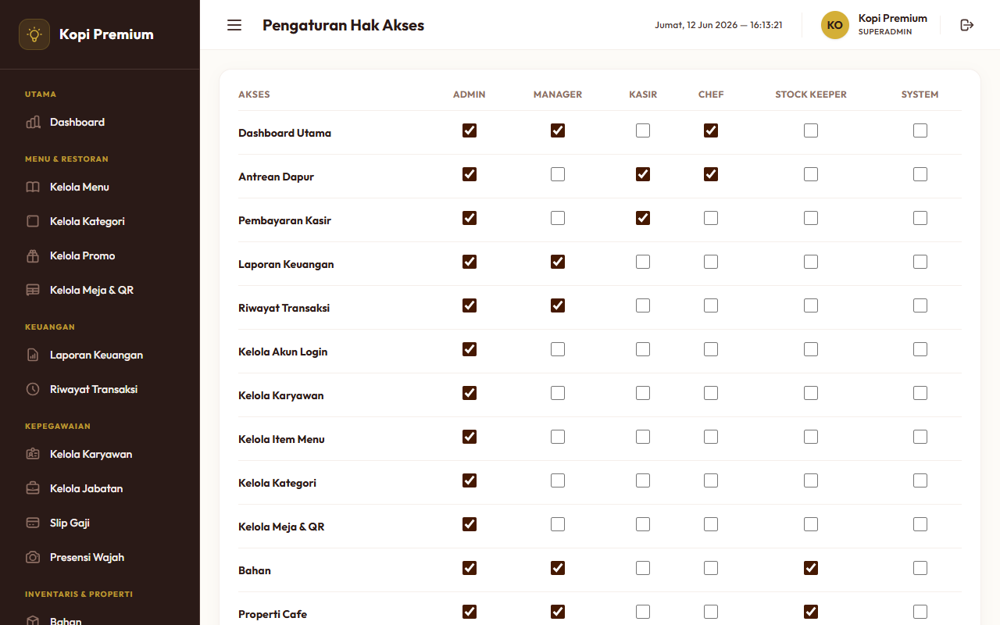 Kopi Premium
UTAMA
Dashboard
MENU & RESTORAN
Kelola Menu
Kelola Kategori
Kelola Promo
Kelola Meja & QR
KEUANGAN
Laporan Keuangan
Riwayat Transaksi
KEPEGAWAIAN
Kelola Karyawan
Kelola Jabatan
Slip Gaji
Presensi Wajah
INVENTARIS & PROPERTI
Bahan
Pengaturan Hak Akses
Jumat, 12 Jun 2026 — 16:13:21
KO
Kopi Premium
SUPERADMIN
AKSES ADMIN MANAGER KASIR CHEF STOCK KEEPER SYSTEM
Dashboard Utama
Antrean Dapur
Pembayaran Kasir
Laporan Keuangan
Riwayat Transaksi
Kelola Akun Login
Kelola Karyawan
Kelola Item Menu
Kelola Kategori
Kelola Meja & QR
Bahan
Properti Cafe